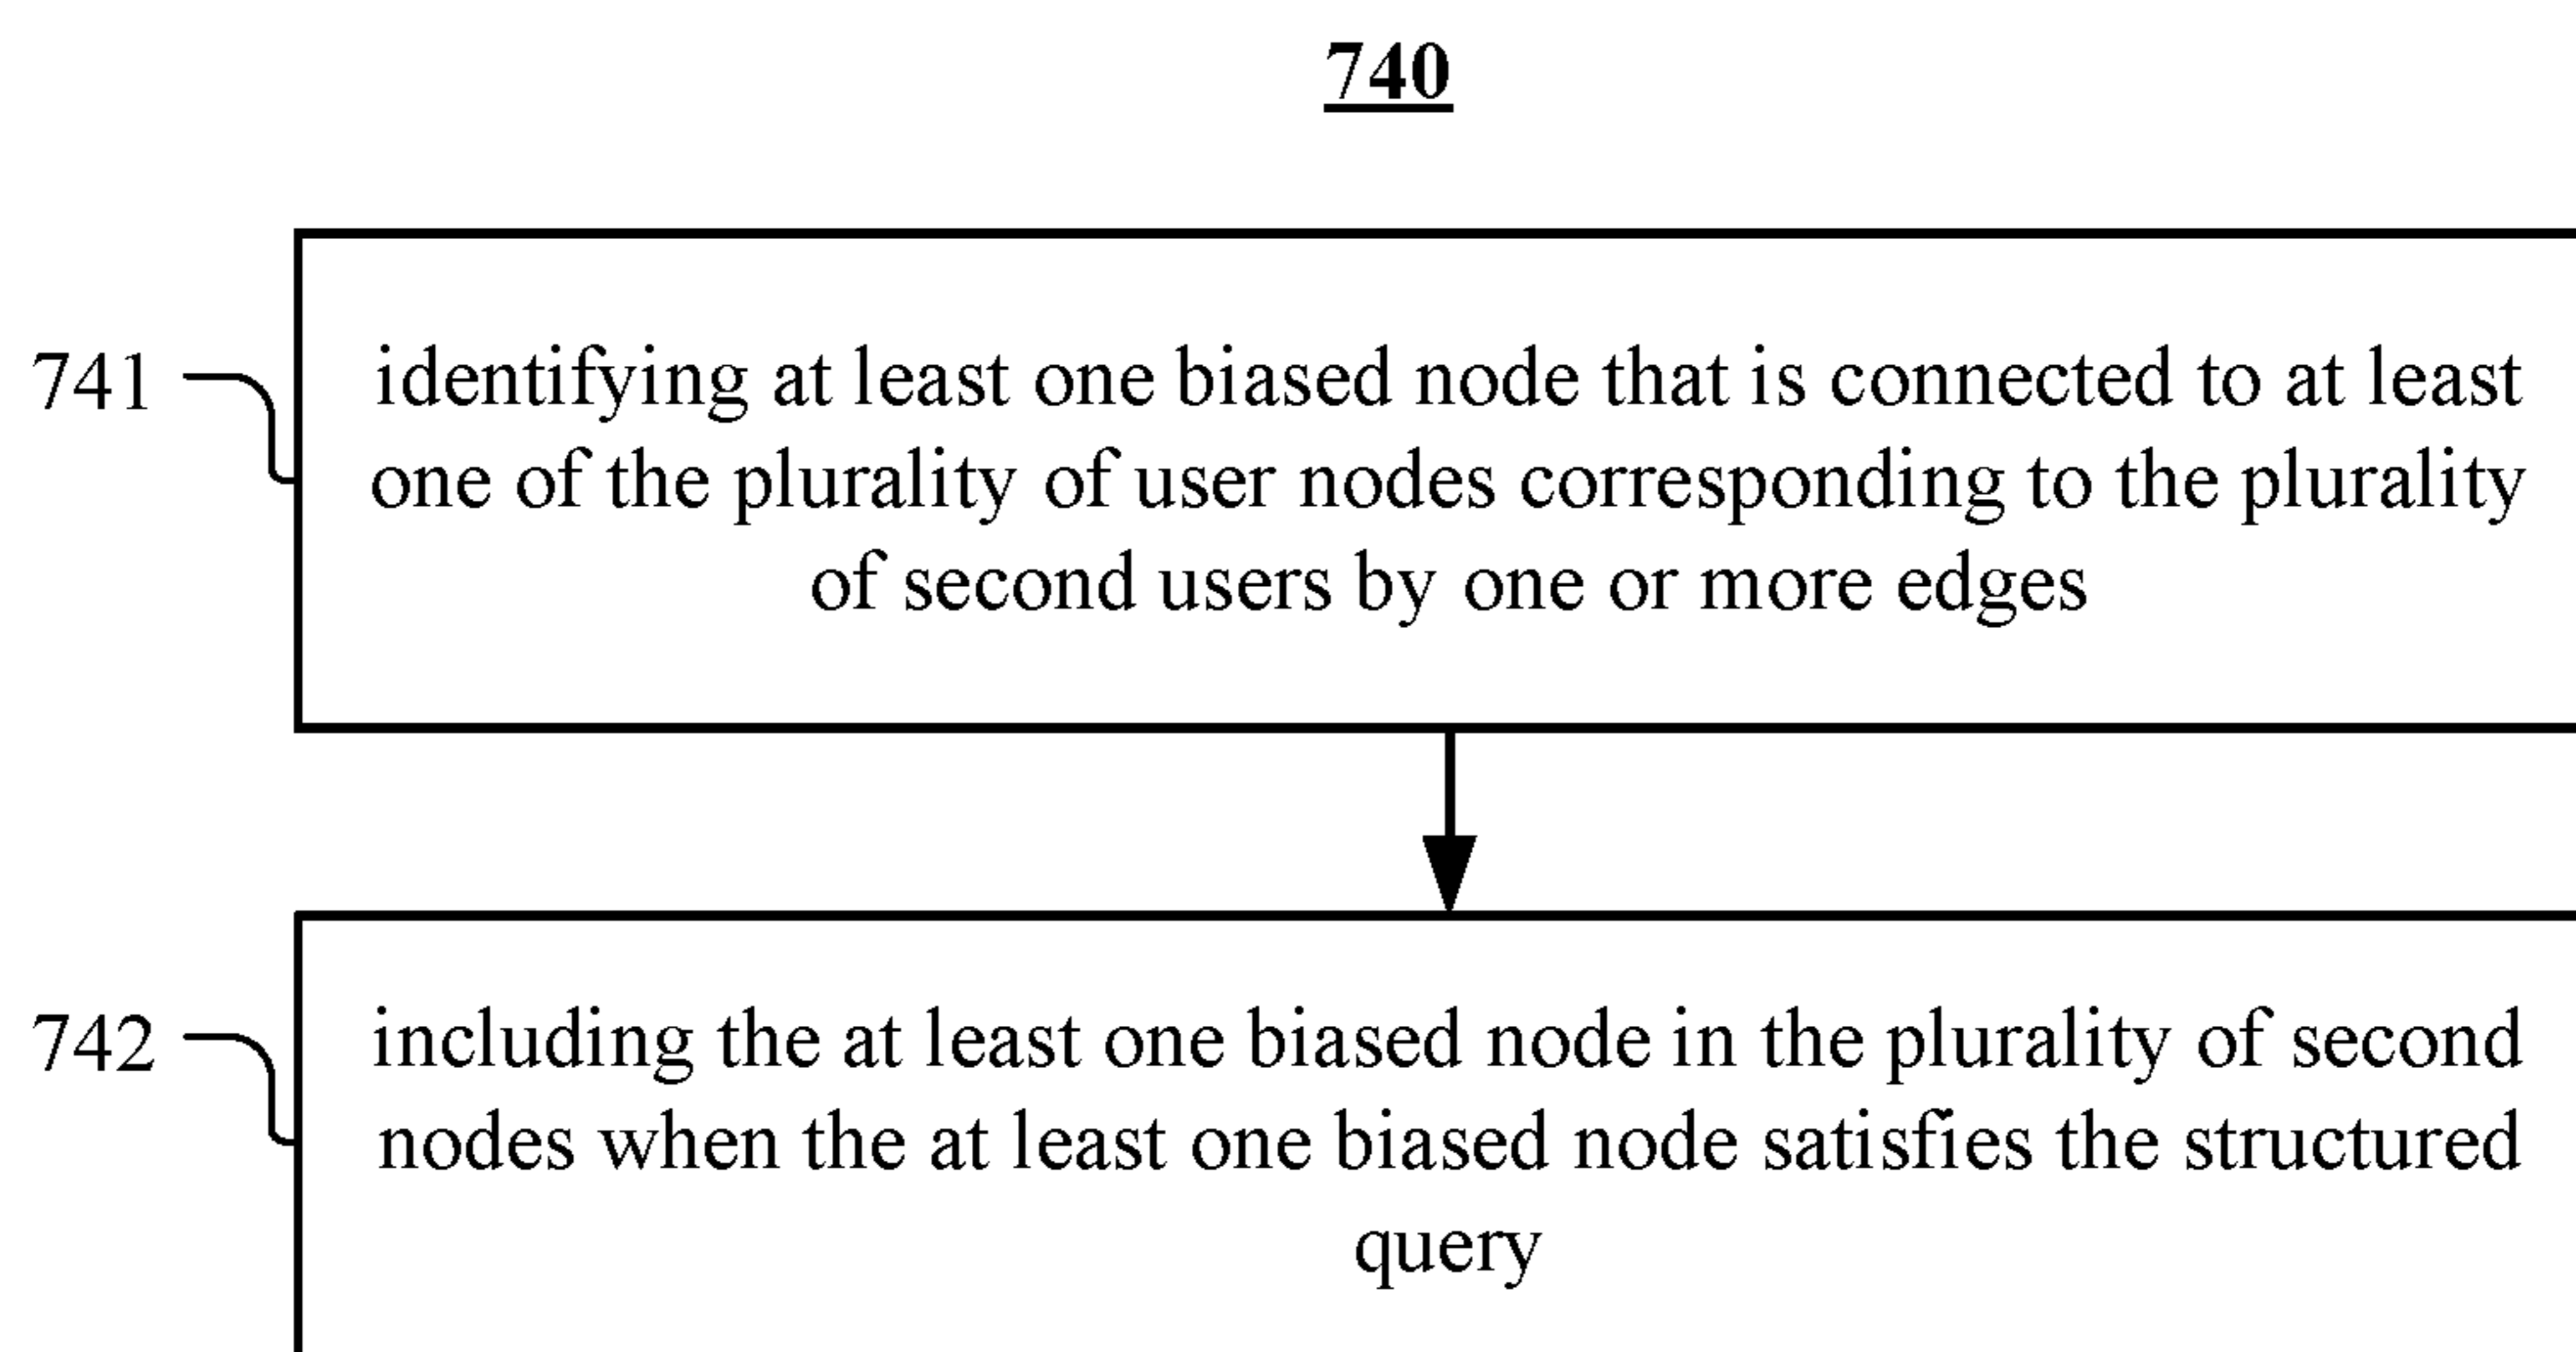 740
741
identifying at least one biased node that is connected to at least
one of the plurality of user nodes corresponding to the plurality
of second users by one or more edges
742
including the at least one biased node in the plurality of second
nodes when the at least one biased node satisfies the structured
query